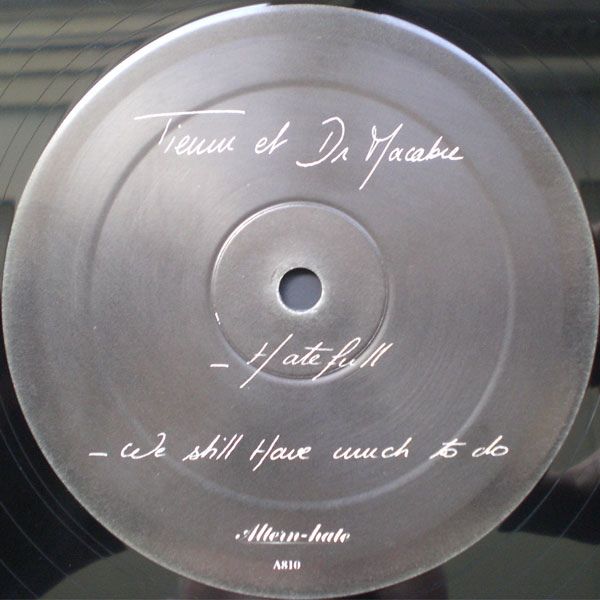 Tieum et Dr Macabre
- Hatefull
- We still Have much to do
Altern-hate
A810